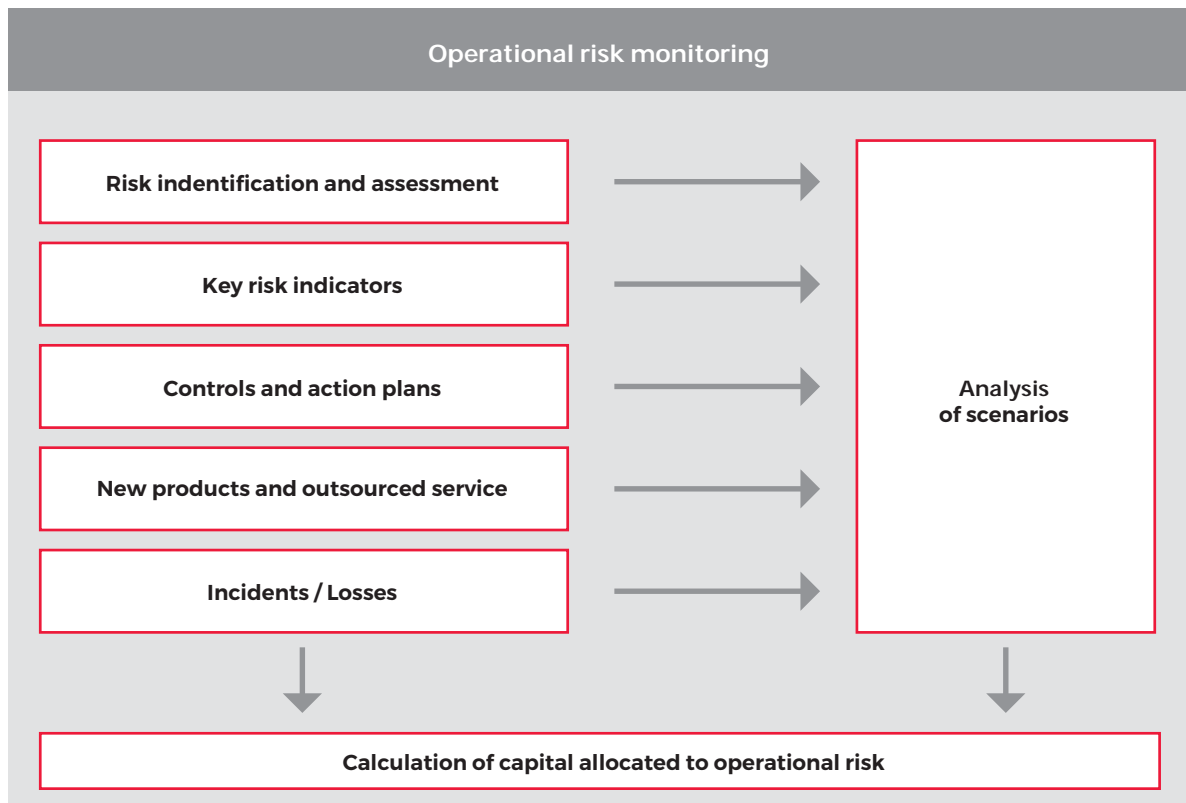 Operational risk monitoring
Risk indentification and assessment
Key risk indicators
Controls and action plans
New products and outsourced service
Incidents / Losses
Analysis
of scenarios
Calculation of capital allocated to operational risk